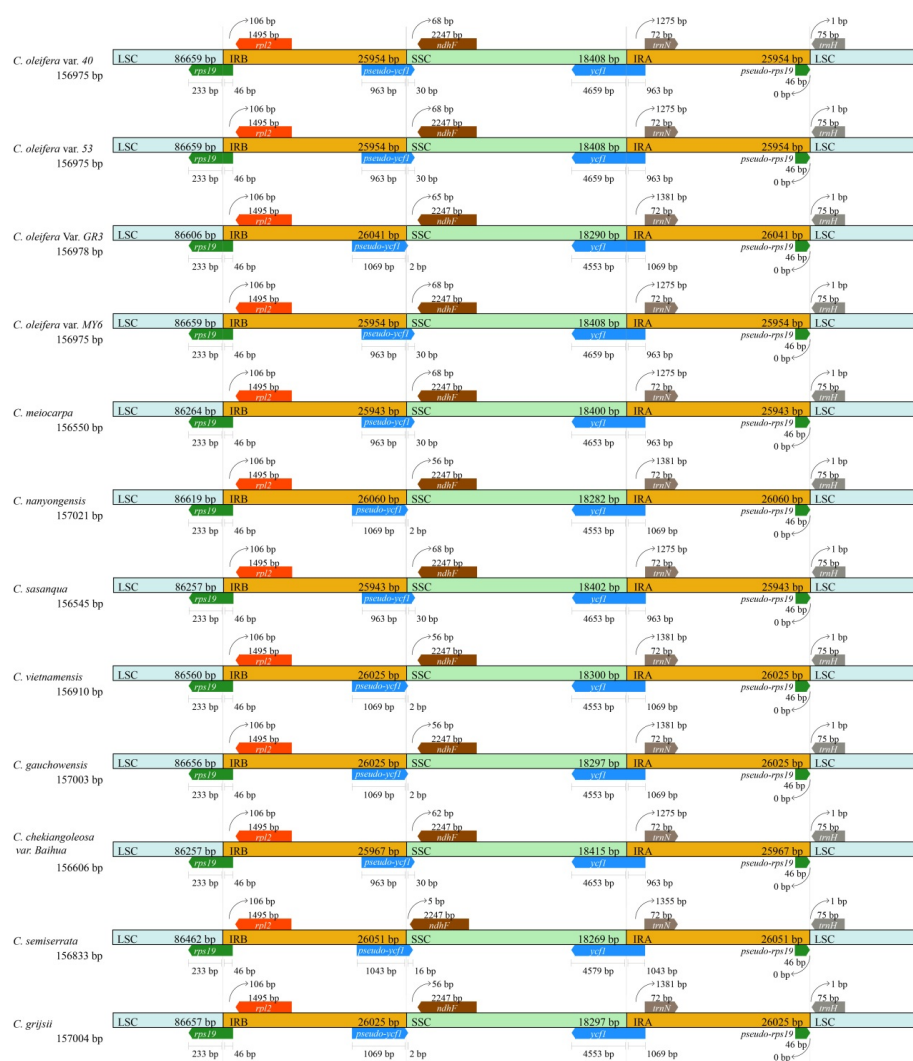 106 bp 68 bp 1275 bp 1 bp
1495 bp 2247 bp 72 bp 75 bp
rpl2 ndhF trnN trnH
C. oleifera var. 40 LSC 86659 bp IRB 25954 bp SSC 18408 bp IRA 25954 bp LSC
156975 bp rps19 pseudo-ycf1 ycf1 pseudo-rps19
46 bp
233 bp 46 bp 963 bp 30 bp 4659 bp 963 bp 0 bp
106 bp 68 bp 1275 bp 1 bp
1495 bp 2247 bp 72 bp 75 bp
rpl2 ndhF trnN trnH
C. oleifera var. 53 LSC 86659 bp IRB 25954 bp SSC 18408 bp IRA 25954 bp LSC
156975 bp rps19 pseudo-ycf1 ycf1 pseudo-rps19
46 bp
233 bp 46 bp 963 bp 30 bp 4659 bp 963 bp 0 bp
106 bp 65 bp 1381 bp 1 bp
1495 bp 2247 bp 72 bp 75 bp
rpl2 ndhF trnN trnH
C. oleifera Var. GR3 LSC 86606 bp IRB 26041 bp SSC 18290 bp IRA 26041 bp LSC
156978 bp rps19 pseudo-ycf1 ycf1 pseudo-rps19
46 bp
233 bp 46 bp 1069 bp 2 bp 4553 bp 1069 bp 0 bp
106 bp 68 bp 1275 bp 1 bp
1495 bp 2247 bp 72 bp 75 bp
rpl2 ndhF trnN trnH
C. oleifera var. MY6 LSC 86659 bp IRB 25954 bp SSC 18408 bp IRA 25954 bp LSC
156975 bp rps19 pseudo-ycf1 ycf1 pseudo-rps19
46 bp
233 bp 46 bp 963 bp 30 bp 4659 bp 963 bp 0 bp
106 bp 68 bp 1275 bp 1 bp
1495 bp 2247 bp 72 bp 75 bp
rpl2 ndhF trnN trnH
C. meiocarpa LSC 86264 bp IRB 25943 bp SSC 18400 bp IRA 25943 bp LSC
156550 bp rps19 pseudo-ycf1 ycf1 pseudo-rps19
46 bp
233 bp 46 bp 963 bp 30 bp 4653 bp 963 bp 0 bp
106 bp 56 bp 1381 bp 1 bp
1495 bp 2247 bp 72 bp 75 bp
rpl2 ndhF trnN trnH
C. nanyongensis LSC 86619 bp IRB 26060 bp SSC 18282 bp IRA 26060 bp LSC
157021 bp rps19 pseudo-ycf1 ycf1 pseudo-rps19
46 bp
233 bp 46 bp 1069 bp 2 bp 4553 bp 1069 bp 0 bp
106 bp 68 bp 1275 bp 1 bp
1495 bp 2247 bp 72 bp 75 bp
rpl2 ndhF trnN trnH
C. sasanqua LSC 86257 bp IRB 25943 bp SSC 18402 bp IRA 25943 bp LSC
156545 bp rps19 pseudo-ycf1 ycf1 pseudo-rps19
46 bp
233 bp 46 bp 963 bp 30 bp 4653 bp 963 bp 0 bp
106 bp 56 bp 1381 bp 1 bp
1495 bp 2247 bp 72 bp 75 bp
rpl2 ndhF trnN trnH
C. vietnamensis LSC 86560 bp IRB 26025 bp SSC 18300 bp IRA 26025 bp LSC
156910 bp rps19 pseudo-ycf1 ycf1 pseudo-rps19
46 bp
233 bp 46 bp 1069 bp 2 bp 4553 bp 1069 bp 0 bp
106 bp 56 bp 1381 bp 1 bp
1495 bp 2247 bp 72 bp 75 bp
rpl2 ndhF trnN trnH
C. gauchowensis LSC 86656 bp IRB 26025 bp SSC 18297 bp IRA 26025 bp LSC
157003 bp rps19 pseudo-ycf1 ycf1 pseudo-rps19
46 bp
233 bp 46 bp 1069 bp 2 bp 4553 bp 1069 bp 0 bp
106 bp 62 bp 1275 bp 1 bp
1495 bp 2247 bp 72 bp 75 bp
C. chekiangoleosa rpl2 ndhF trnN trnH
var. Baihua LSC 86257 bp IRB 25967 bp SSC 18415 bp IRA 25967 bp LSC
156606 bp rps19 pseudo-ycf1 ycf1 pseudo-rps19
46 bp
233 bp 46 bp 963 bp 30 bp 4653 bp 963 bp 0 bp
106 bp 5 bp 1355 bp 1 bp
1495 bp 2247 bp 72 bp 75 bp
rpl2 ndhF trnN trnH
C. semiserrata LSC 86462 bp IRB 26051 bp SSC 18269 bp IRA 26051 bp LSC
156833 bp rps19 pseudo-ycf1 ycf1 pseudo-rps19
46 bp
233 bp 46 bp 1043 bp 16 bp 4579 bp 1043 bp 0 bp
106 bp 56 bp 1381 bp 1 bp
1495 bp 2247 bp 72 bp 75 bp
rpl2 ndhF trnN trnH
C. grijsii LSC 86657 bp IRB 26025 bp SSC 18297 bp IRA 26025 bp LSC
157004 bp rps19 pseudo-ycf1 ycf1 pseudo-rps19
46 bp
233 bp 46 bp 1069 bp 2 bp 4553 bp 1069 bp 0 bp